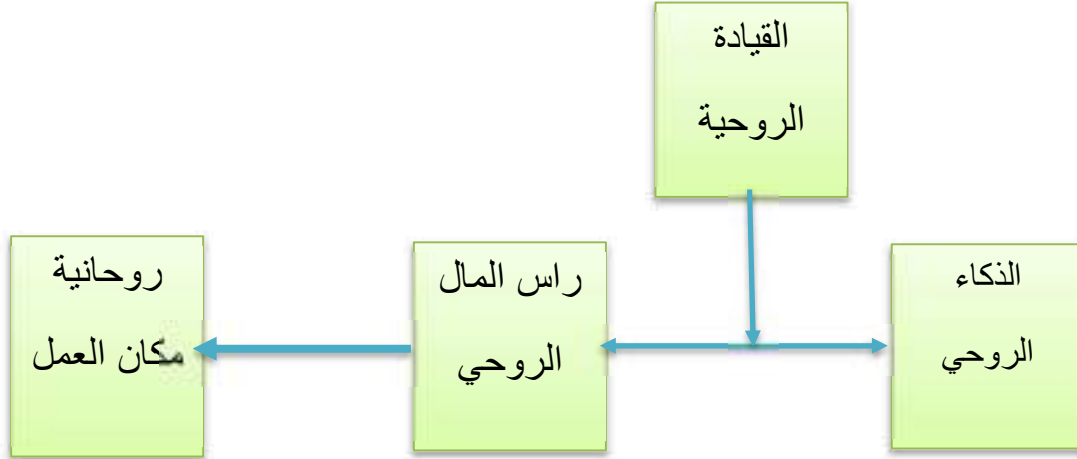 القيادة
الروحية
الذكاء
الروحي
راس المال
الروحي
روحانية
مكان العمل